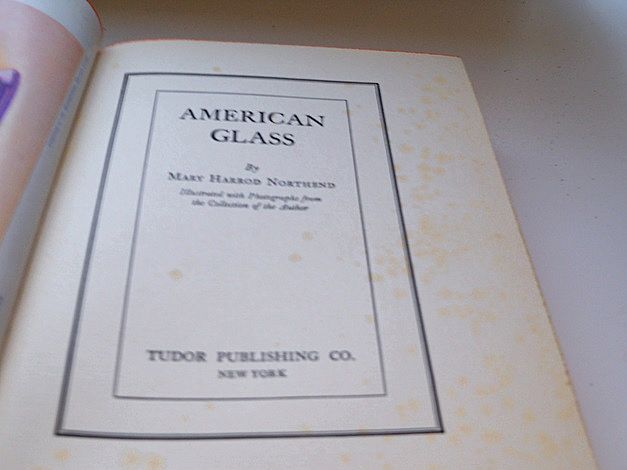 AMERICAN
GLASS
By
MARY HARROD NORTHEND
Illustrated with Photographs from
the Collection of the Author
TUDOR PUBLISHING CO.
NEW YORK